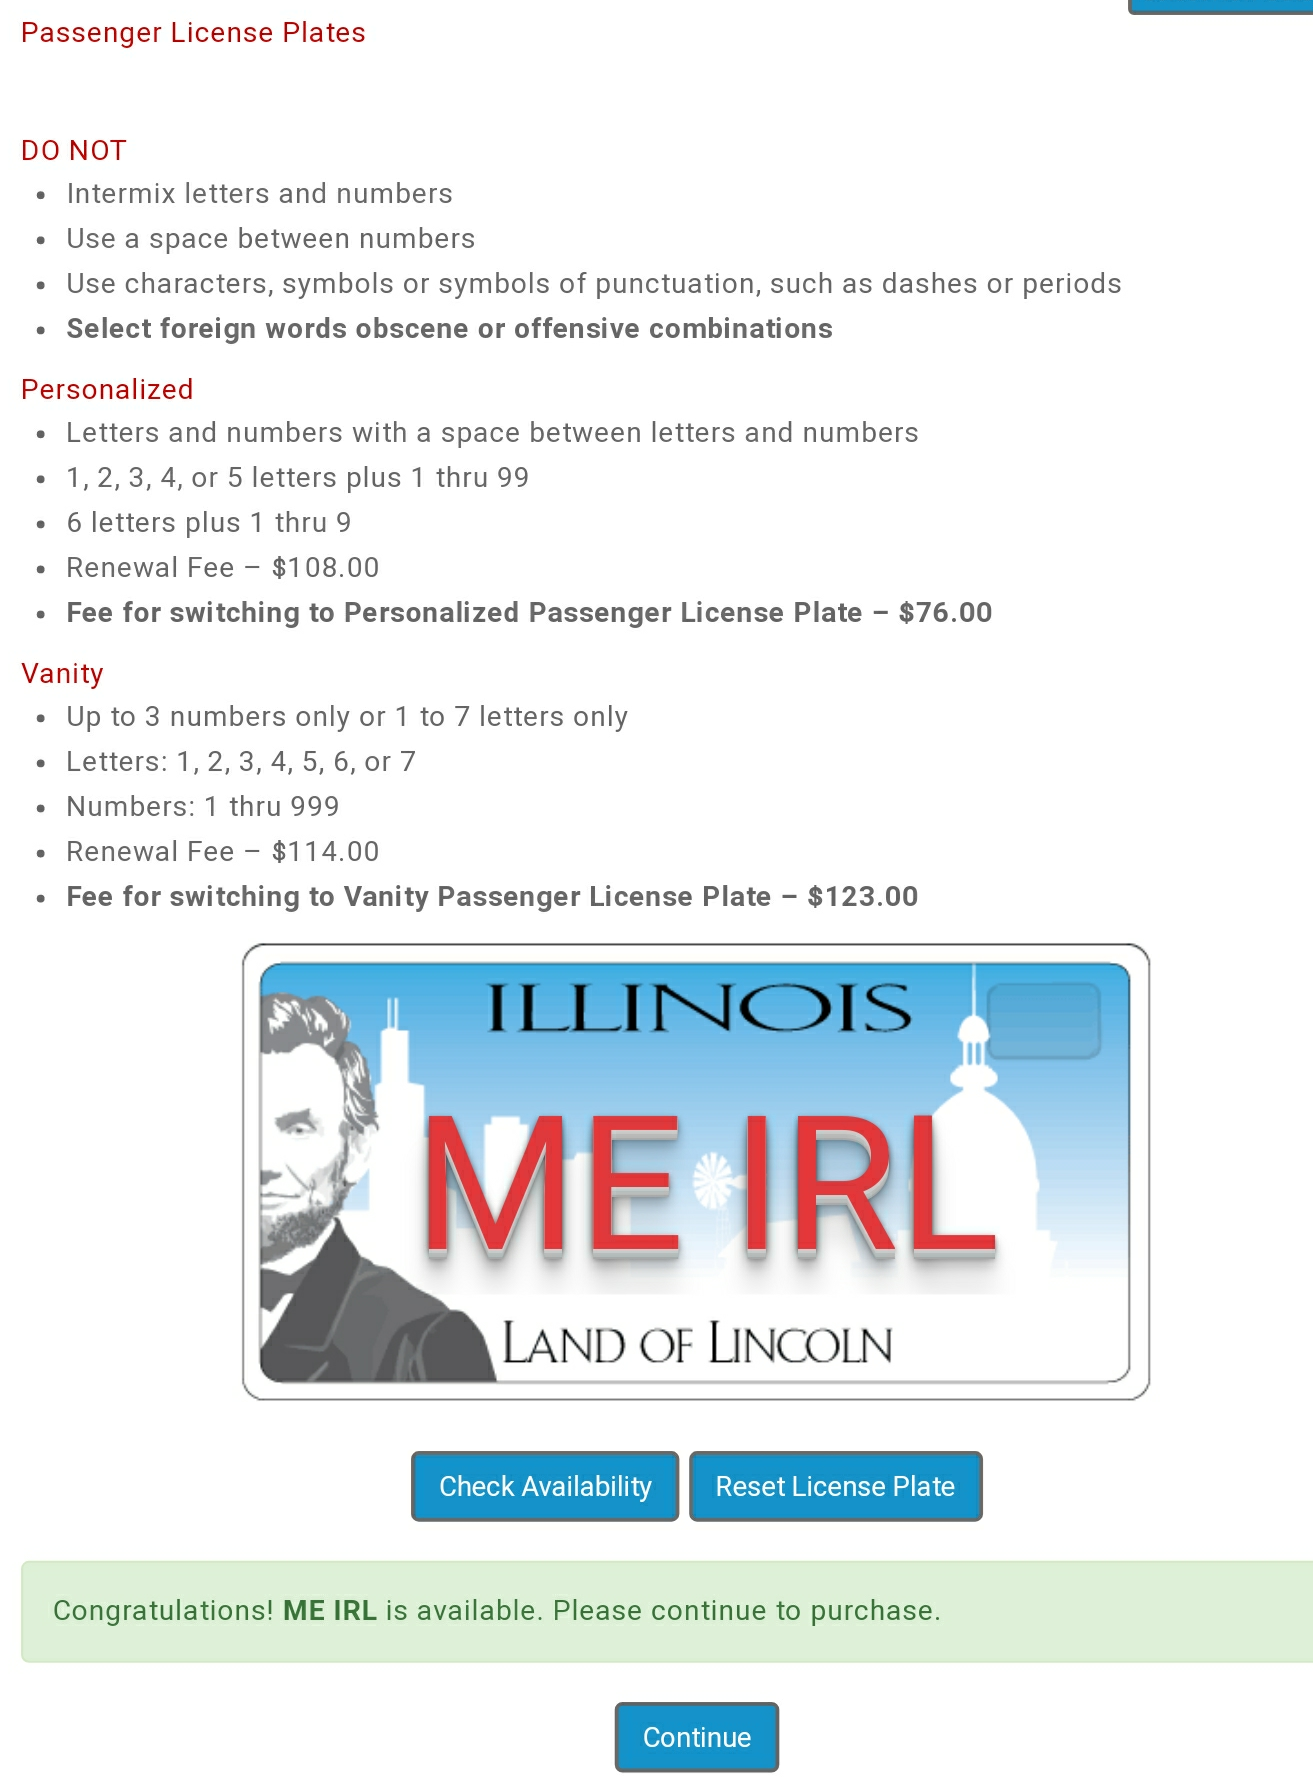 Passenger License Plates
DO NOT
• Intermix letters and numbers
• Use a space between numbers
• Use characters, symbols or symbols of punctuation, such as dashes or periods
• Select foreign words obscene or offensive combinations
Personalized
• Letters and numbers with a space between letters and numbers
• 1, 2, 3, 4, or 5 letters plus 1 thru 99
• 6 letters plus 1 thru 9
• Renewal Fee – $108.00
• Fee for switching to Personalized Passenger License Plate – $76.00
Vanity
• Up to 3 numbers only or 1 to 7 letters only
• Letters: 1, 2, 3, 4, 5, 6, or 7
• Numbers: 1 thru 999
• Renewal Fee – $114.00
• Fee for switching to Vanity Passenger License Plate – $123.00
ILLINOIS
ME IRL
LAND OF LINCOLN
Check Availability Reset License Plate
Congratulations! ME IRL is available. Please continue to purchase.
Continue